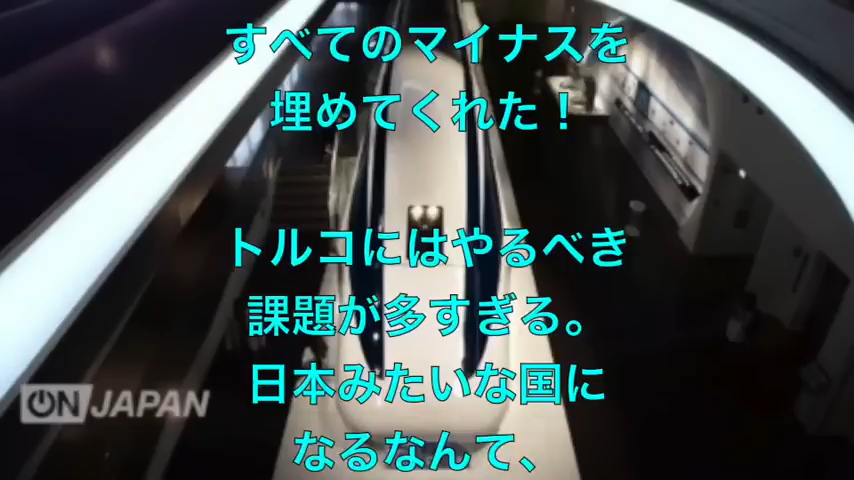 すべてのマイナスを
埋めてくれた！
トルコにはやるべき
課題が多すぎる。
日本みたいな国に
なるなんて、
ON JAPAN